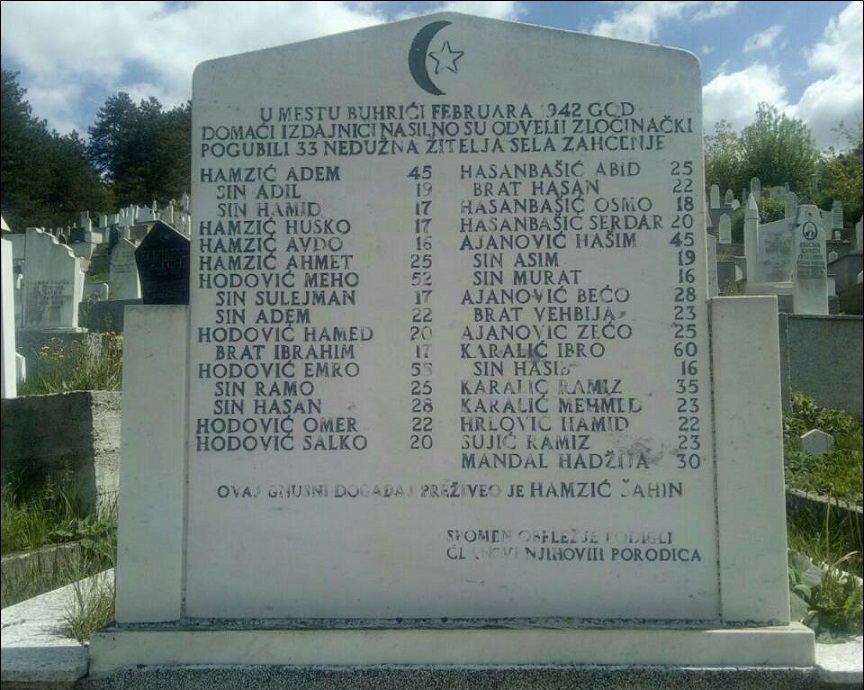 U MESTU BUHRIĆI FEBRUARA 1942 GOD
DOMAĆI IZDAJNICI NASILNO SU ODVELII ZLOČINAČKI
POGUBILI 33 NEDUŽNA ŽITELJA SELA ZAHĆENJE
HAMZIĆ ADEM 45
SIN ADIL 19
SIN HAMID 17
HAMZIĆ HUSKO 17
HAMZIĆ AVDO 16
HAMZIĆ AHMET 25
HODOVIĆ MEHO 52
SIN SULEJMAN 17
SIN ADEM 22
HODOVIĆ HAMED 20
BRAT IBRAHIM 17
HODOVIĆ EMRO
SIN RAMO 26
SIN HASAN 28
HODOVIĆ OMER 22
HODOVIĆ SALKO 20
HASANBAŠIĆ ABID 25
BRAT HASAN 22
HASANBAŠIĆ OSMO 18
HASANBAŠIĆ SERDAR 20
AJANOVIĆ HAŠIM 45
SIN ASIM 19
SIN MURAT 16
AJANOVIĆ BEĆO 28
BRAT VEHBIJA 23
AJANOVIĆ ZEĆO 25
KARALIĆ IBRO 60
SIN HASIB 16
KARALIĆ RAMIZ 35
KARALIĆ MEHMED 23
HRLOVIĆ HAMID 22
SUJIĆ RAMIZ 23
MANDAL HADŽIJA 30
OVAJ GNUSNI DOGAĐAJ PREŽIVEO JE HAMZIĆ ŠAHIN
SPOMEN OBELEŽJE PODIGLI
ČLANOVI NJIHOVIH PORODICA